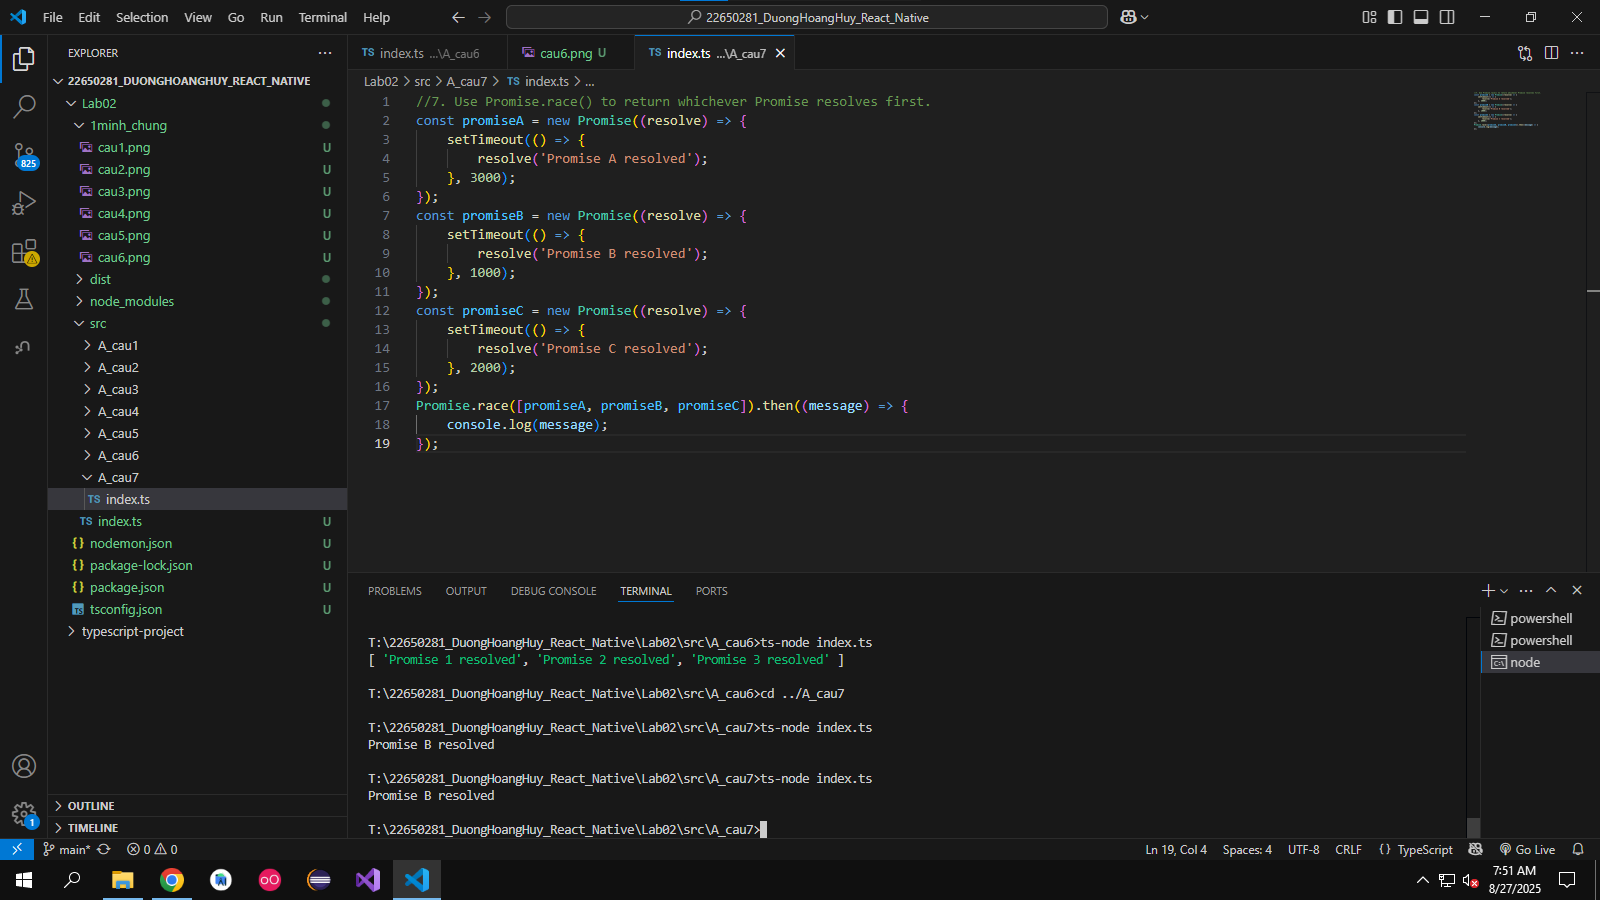 File Edit Selection View Go Run Terminal Help
22650281_DuongHoangHuy_React_Native
EXPLORER
22650281_DUONGHOANGHUY_REACT_NATIVE
Lab02
1minh_chung
cau1.png U
cau2.png U
cau3.png U
cau4.png U
cau5.png U
cau6.png U
dist
node_modules
src
A_cau1
A_cau2
A_cau3
A_cau4
A_cau5
A_cau6
A_cau7
TS index.ts
TS index.ts U
{} nodemon.json U
{} package-lock.json U
{} package.json U
TS tsconfig.json U
typescript-project
OUTLINE
TIMELINE
825
1
TS index.ts ...\A_cau6
cau6.png U
TS index.ts ...\A_cau7
Lab02 > src > A_cau7 > TS index.ts > ...
1 //7. Use Promise.race() to return whichever Promise resolves first.
2 const promiseA = new Promise((resolve) => {
3 setTimeout(() => {
4 resolve('Promise A resolved');
5 }, 3000);
6 });
7 const promiseB = new Promise((resolve) => {
8 setTimeout(() => {
9 resolve('Promise B resolved');
10 }, 1000);
11 });
12 const promiseC = new Promise((resolve) => {
13 setTimeout(() => {
14 resolve('Promise C resolved');
15 }, 2000);
16 });
17 Promise.race([promiseA, promiseB, promiseC]).then((message) => {
18 console.log(message);
19 });
PROBLEMS OUTPUT DEBUG CONSOLE TERMINAL PORTS
T:\22650281_DuongHoangHuy_React_Native\Lab02\src\A_cau6>ts-node index.ts
[ 'Promise 1 resolved', 'Promise 2 resolved', 'Promise 3 resolved' ]
T:\22650281_DuongHoangHuy_React_Native\Lab02\src\A_cau6>cd ../A_cau7
T:\22650281_DuongHoangHuy_React_Native\Lab02\src\A_cau7>ts-node index.ts
Promise B resolved
T:\22650281_DuongHoangHuy_React_Native\Lab02\src\A_cau7>ts-node index.ts
Promise B resolved
T:\22650281_DuongHoangHuy_React_Native\Lab02\src\A_cau7>
powershell
powershell
node
main* 0 0
Ln 19, Col 4 Spaces: 4 UTF-8 CRLF {} TypeScript Go Live
7:51 AM
8/27/2025